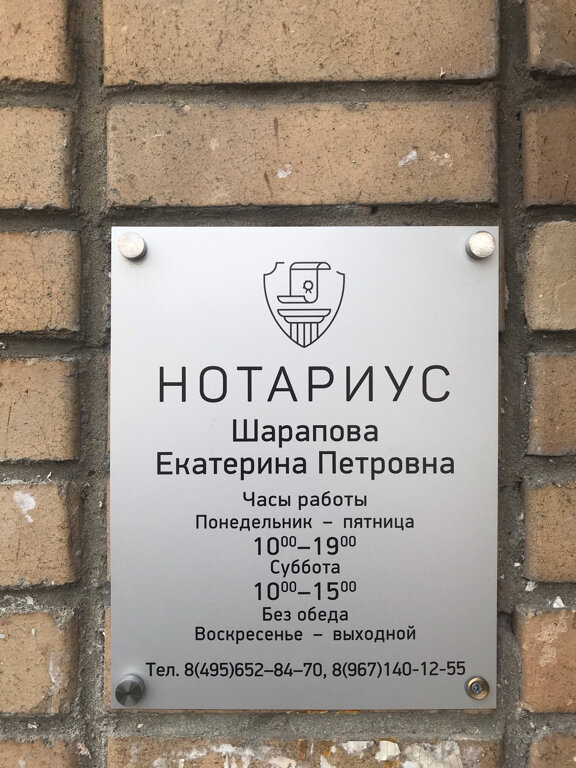 НОТАРИУС
Шарапова
Екатерина Петровна
Часы работы
Понедельник – пятница
10⁰⁰–19⁰⁰
Суббота
10⁰⁰–15⁰⁰
Без обеда
Воскресенье – выходной
Тел. 8(495)652–84–70, 8(967)140-12-55